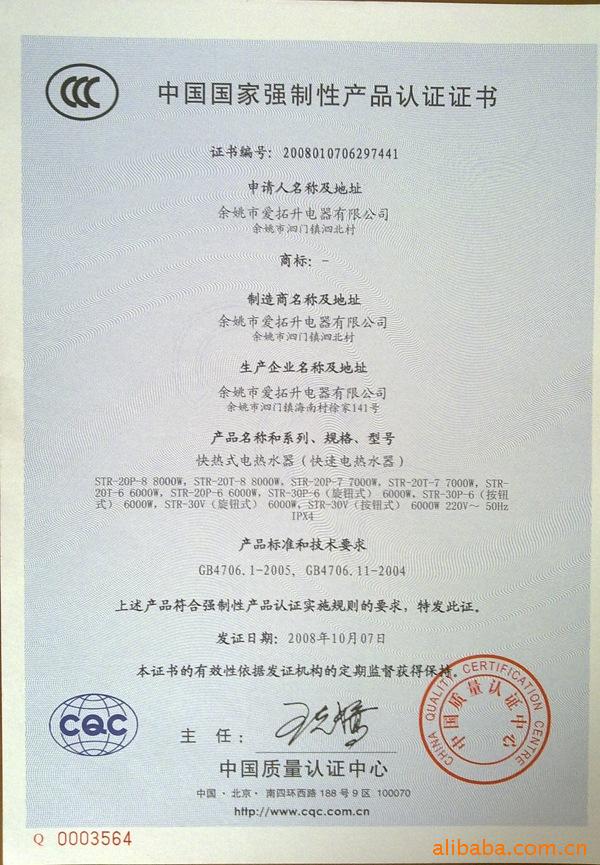 CCC
中国国家强制性产品认证证书
证书编号：2008010706297441
申请人名称及地址
余姚市爱拓升电器有限公司
余姚市泗门镇泗北村
商标：-
制造商名称及地址
余姚市爱拓升电器有限公司
余姚市泗门镇泗北村
生产企业名称及地址
余姚市爱拓升电器有限公司
余姚市泗门镇海南村徐家141号
产品名称和系列、规格、型号
快热式电热水器（快速电热水器）
STR-20P-8 8000W, STR-20T-8 8000W, STR-20P-7 7000W, STR-20T-7 7000W, STR-
20T-6 6000W, STR-20P-6 6000W, STR-30P-6（旋钮式） 6000W, STR-30P-6（按钮
式） 6000W, STR-30V（旋钮式） 6000W, STR-30V（按钮式） 6000W 220V～ 50Hz
IPX4
产品标准和技术要求
GB4706.1-2005, GB4706.11-2004
上述产品符合强制性产品认证实施规则的要求，特发此证。
发证日期：2008年10月07日
本证书的有效性依据发证机构的定期监督获得保持。
CHINA QUALITY CERTIFICATION CENTRE
中国质量认证中心
CQC
主 任：
中国质量认证中心
中国·北京·南四环西路188号9区 100070
http://www.cqc.com.cn
Q 0003564
alibaba.com.cn